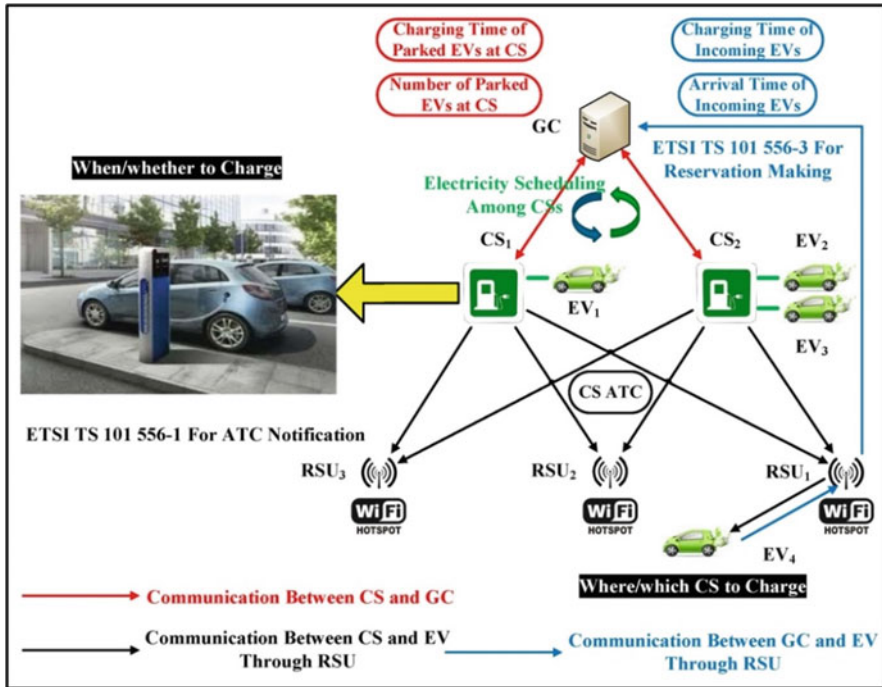 Charging Time of
Parked EVs at CS
Charging Time of
Incoming EVs
Number of Parked
EVs at CS
Arrival Time of
Incoming EVs
GC
ETSI TS 101 556-3 For
Reservation Making
When/whether to Charge
Electricity Scheduling
Among CSs
CS₁
CS₂
EV₂
EV₁
EV₃
CS ATC
ETSI TS 101 556-1 For ATC Notification
RSU₃
RSU₂
RSU₁
WiFi
HOTSPOT
WiFi
HOTSPOT
WiFi
HOTSPOT
EV₄
Where/which CS to Charge
Communication Between CS and GC
Communication Between CS and EV
Through RSU
Communication Between GC and EV
Through RSU